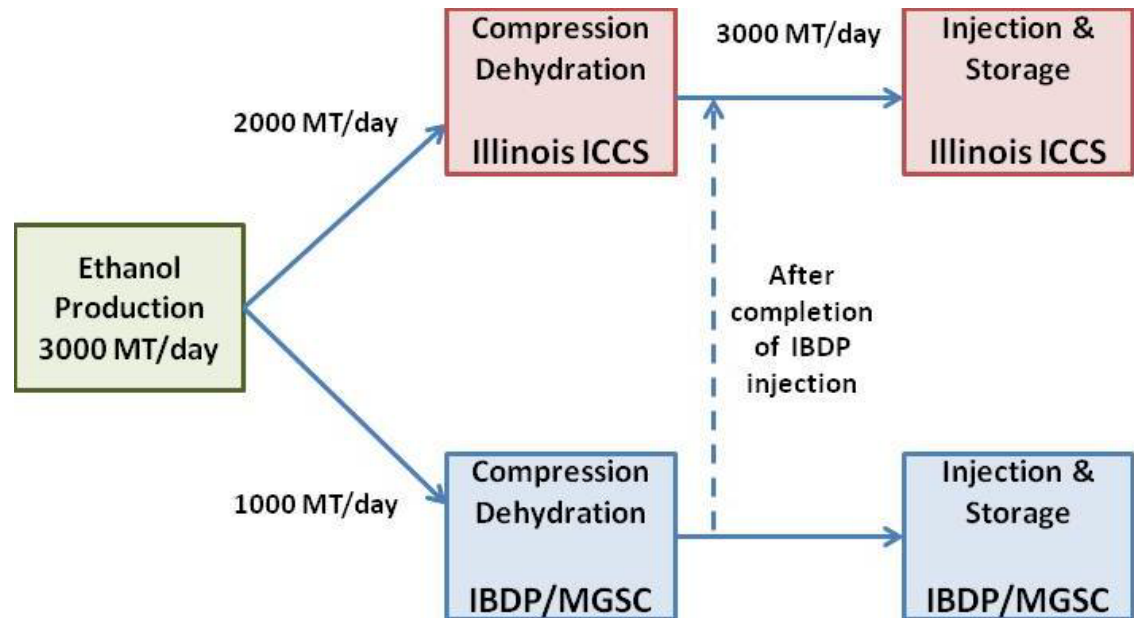 Compression
Dehydration
Illinois ICCS
3000 MT/day
Injection &
Storage
Illinois ICCS
2000 MT/day
Ethanol
Production
3000 MT/day
After
completion
of IBDP
injection
1000 MT/day
Compression
Dehydration
IBDP/MGSC
Injection &
Storage
IBDP/MGSC